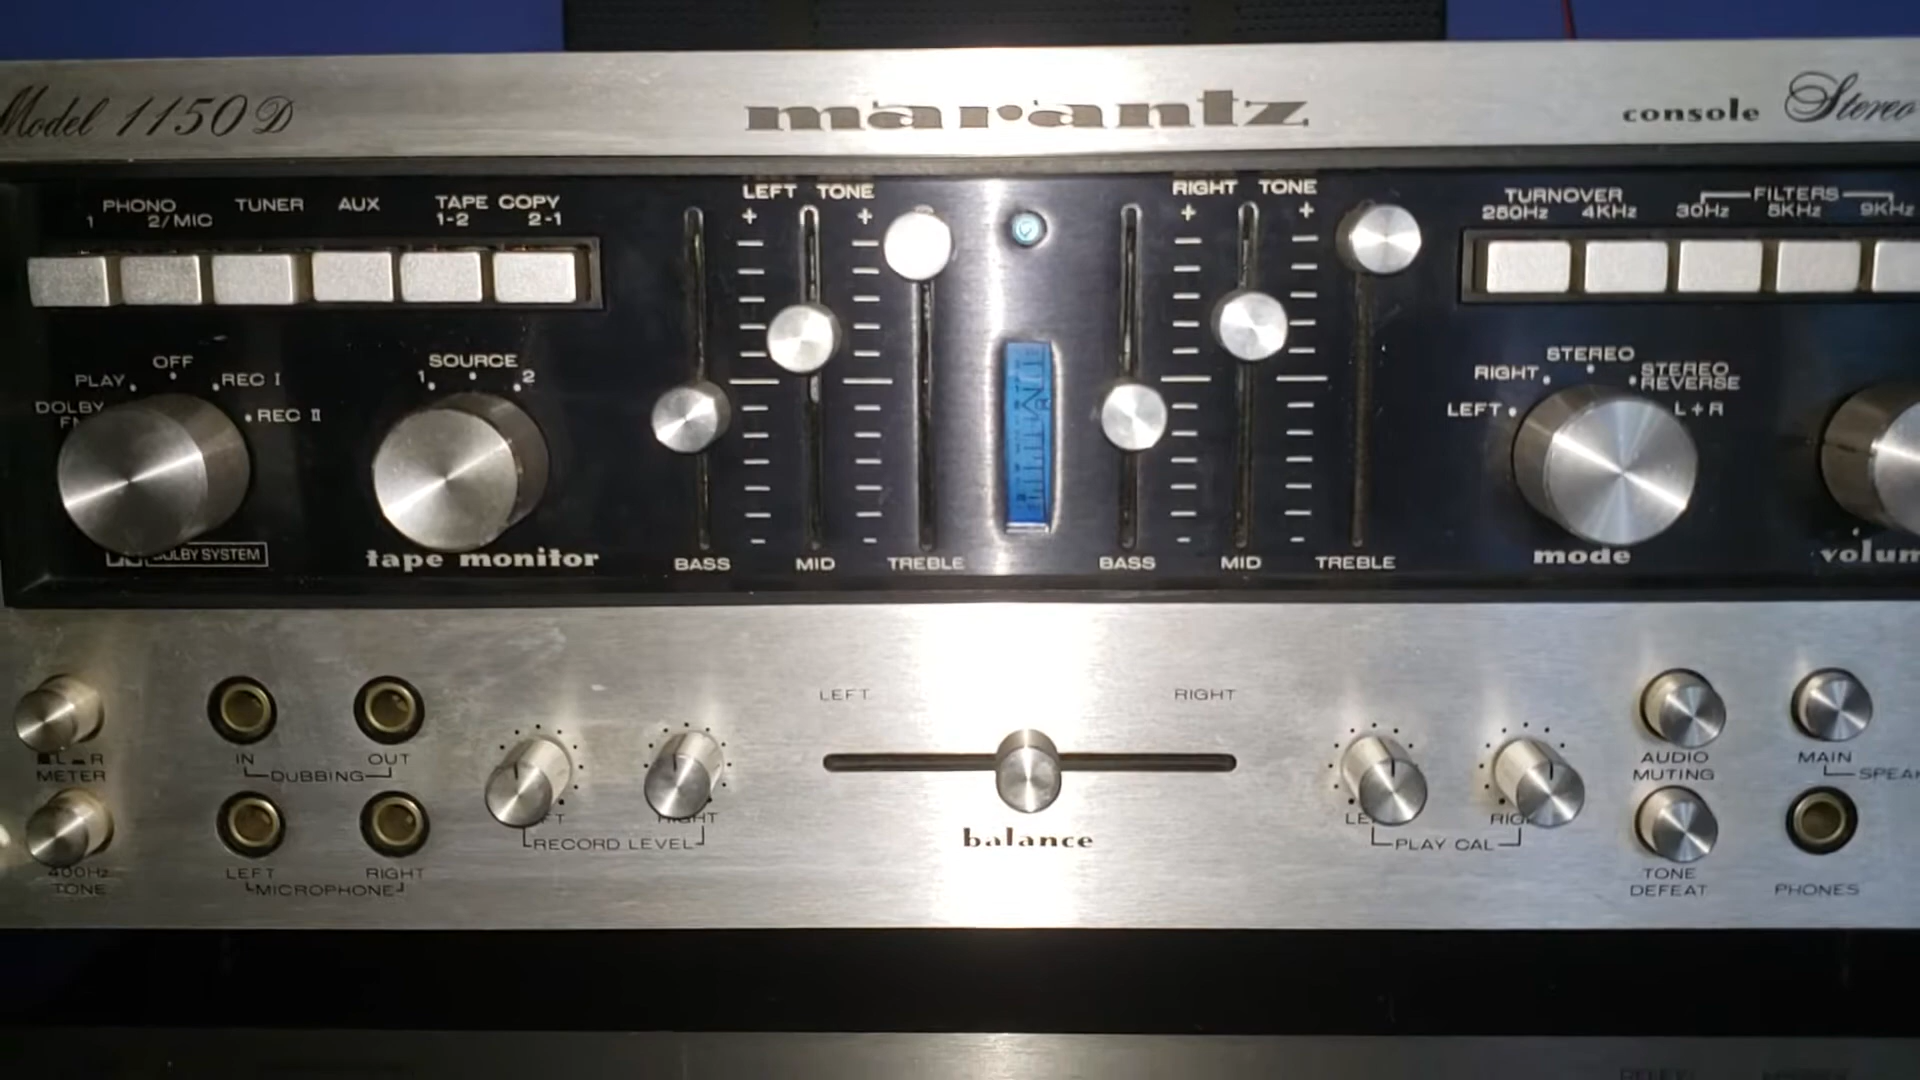 Model 1150D
marantz
console Stereo
PHONO
1 2/MIC
TUNER
AUX
TAPE COPY
1-2 2-1
LEFT TONE
+ +
RIGHT TONE
+ +
TURNOVER
250Hz 4KHz
FILTERS
30Hz 5KHz 9KHz
OFF
PLAY REC I
DOLBY
REC II
DOLBY SYSTEM
SOURCE
1 2
tape monitor
BASS MID TREBLE
BASS MID TREBLE
STEREO
RIGHT STEREO
REVERSE
LEFT L+R
mode
volum
L R
METER
400Hz
TONE
IN OUT
DUBBING
LEFT RIGHT
MICROPHONE
RIGHT
RECORD LEVEL
LEFT RIGHT
balance
PLAY CAL
AUDIO
MUTING
TONE
DEFEAT
MAIN
SPEA
PHONES